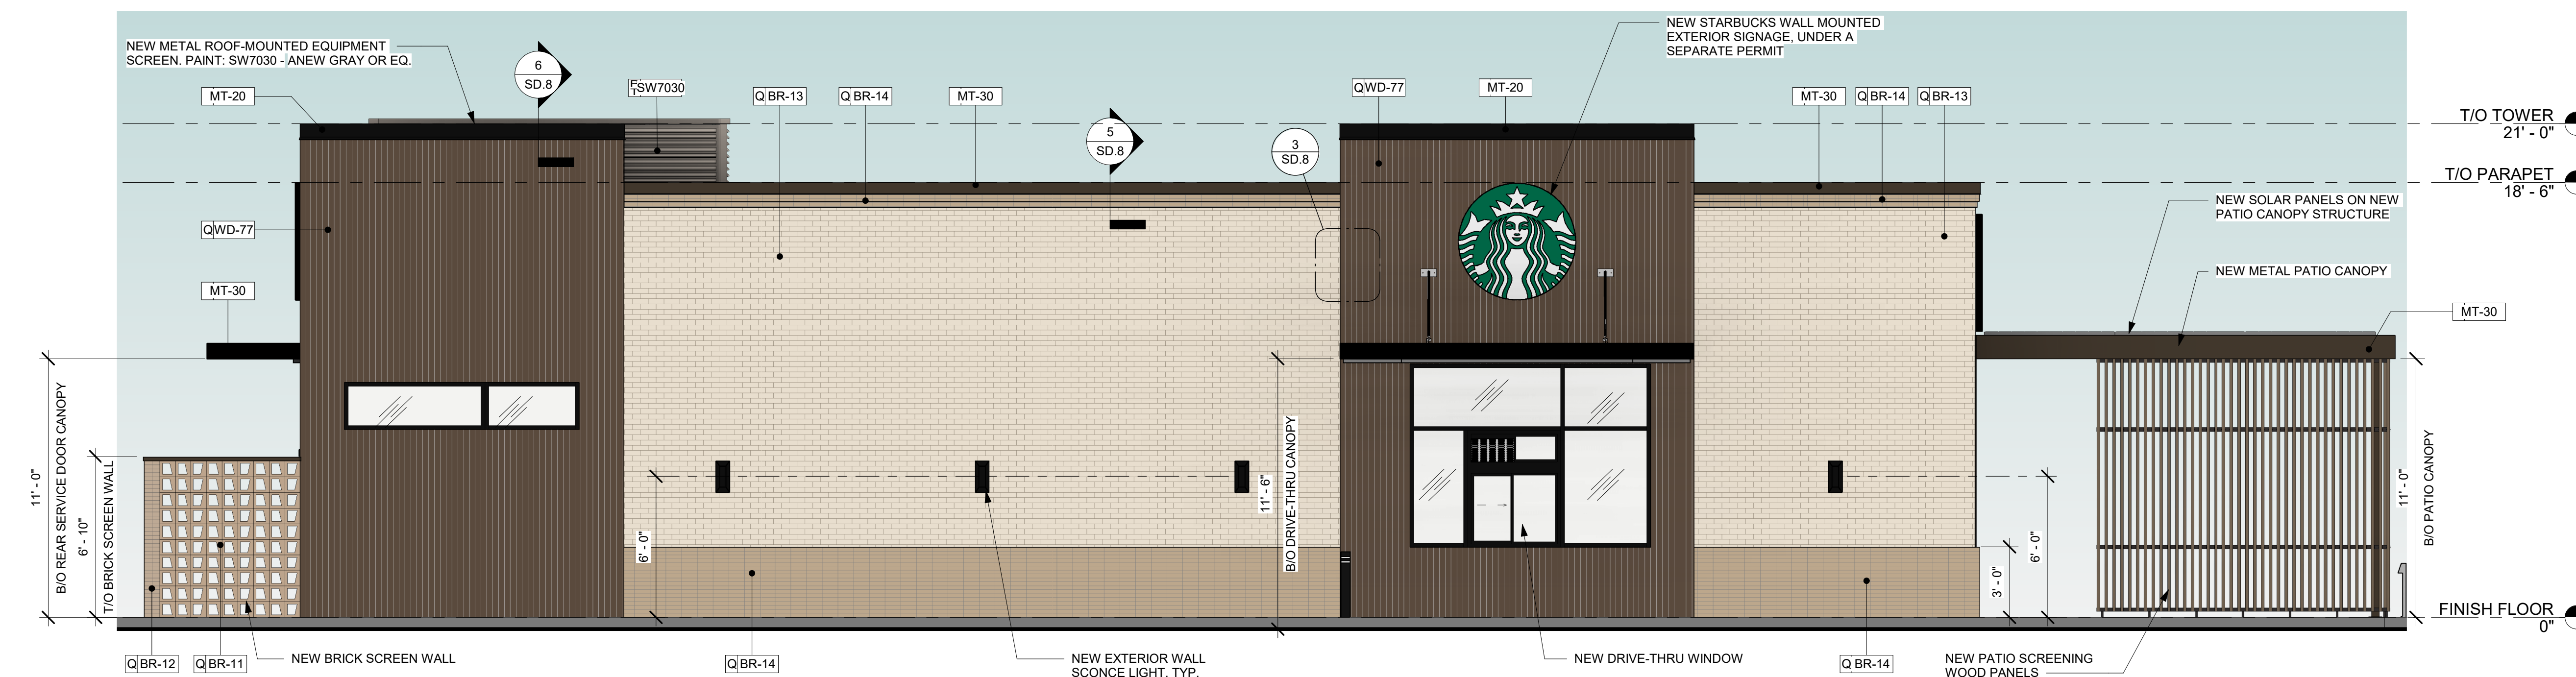 NEW METAL ROOF-MOUNTED EQUIPMENT
SCREEN. PAINT: SW7030 - ANEW GRAY OR EQ.
6
SD.8
NEW STARBUCKS WALL MOUNTED
EXTERIOR SIGNAGE, UNDER A
SEPARATE PERMIT
MT-20
SW7030
Q BR-13
Q BR-14
MT-30
Q WD-77
MT-20
MT-30
Q BR-14
Q BR-13
T/O TOWER
21' - 0"
5
SD.8
3
SD.8
T/O PARAPET
18' - 6"
NEW SOLAR PANELS ON NEW
PATIO CANOPY STRUCTURE
Q WD-77
NEW METAL PATIO CANOPY
MT-30
MT-30
11' - 0"
B/O REAR SERVICE DOOR CANOPY
6' - 10"
T/O BRICK SCREEN WALL
6' - 0"
11' - 6"
B/O DRIVE-THRU CANOPY
3' - 0"
6' - 0"
11' - 0"
B/O PATIO CANOPY
FINISH FLOOR
0"
Q BR-12
Q BR-11
NEW BRICK SCREEN WALL
Q BR-14
NEW EXTERIOR WALL
SCONCE LIGHT, TYP.
NEW DRIVE-THRU WINDOW
Q BR-14
NEW PATIO SCREENING
WOOD PANELS